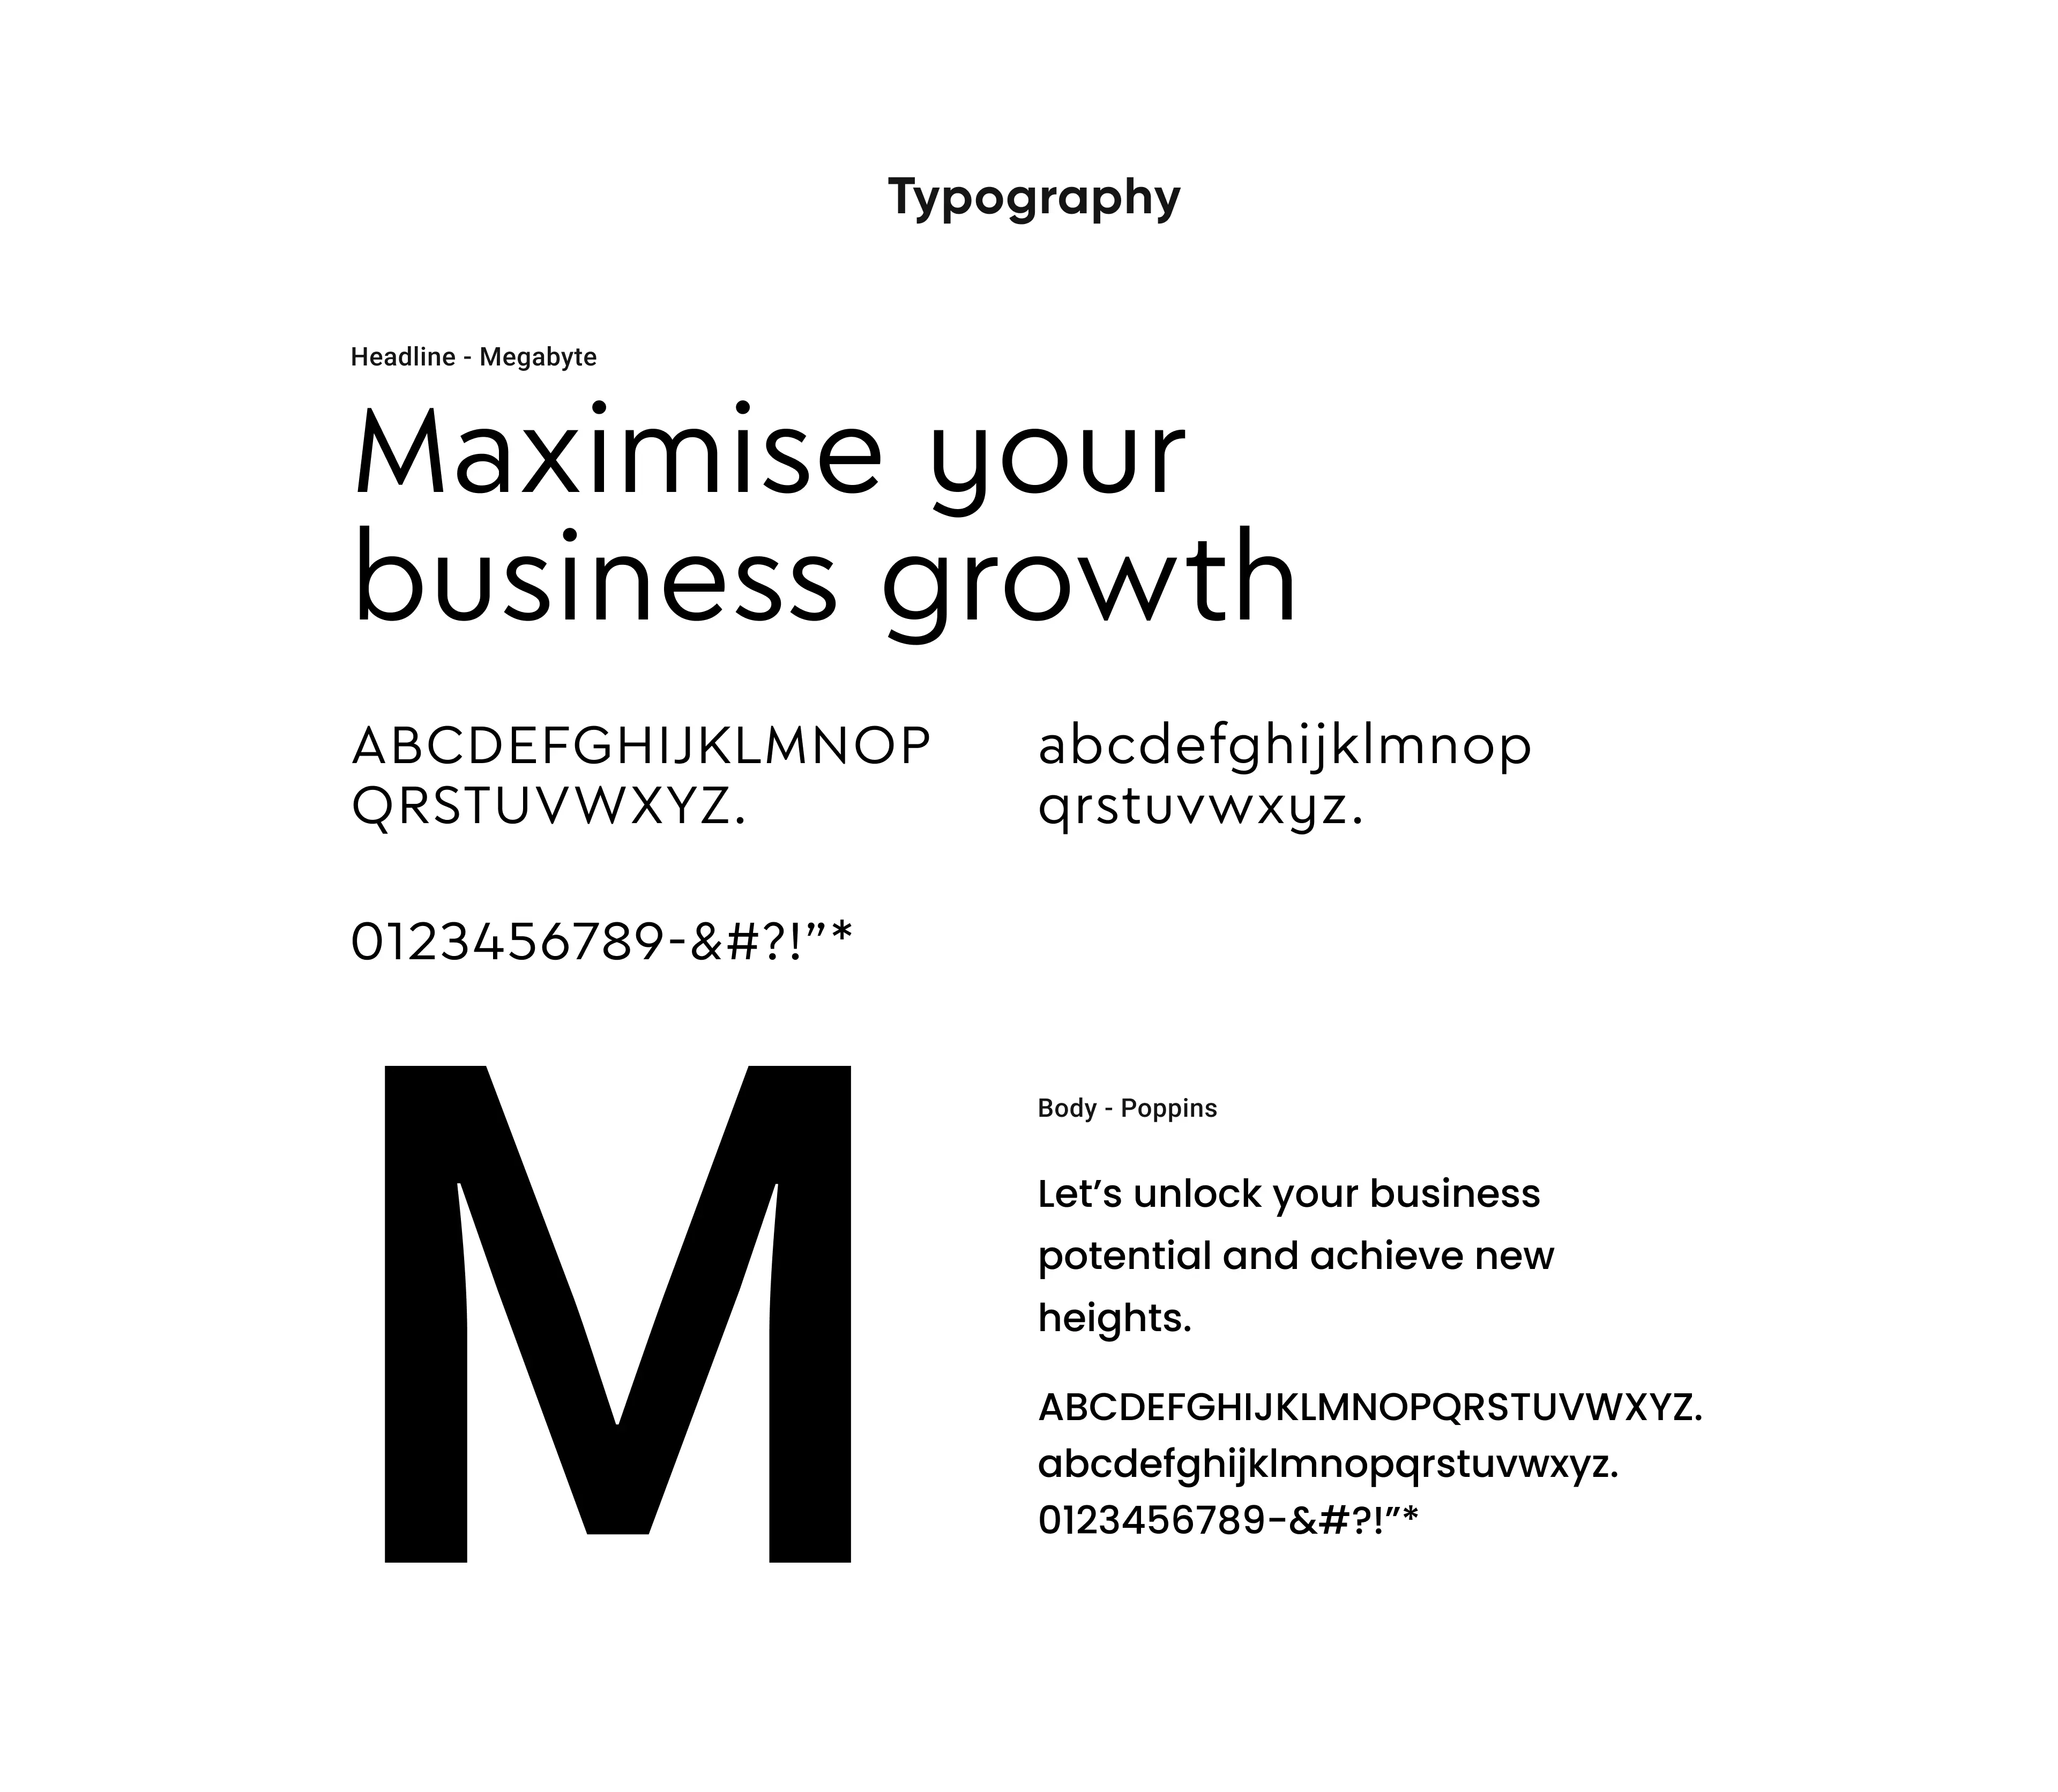 Typography
Headline - Megabyte
Maximise your
business growth
ABCDEFGHIJKLMNOP
QRSTUVWXYZ.
abcdefghijklmnop
qrstuvwxyz.
0123456789-&#?!”*
M
Body - Poppins
Let’s unlock your business
potential and achieve new
heights.
ABCDEFGHIJKLMNOPQRSTUVWXYZ.
abcdefghijklmnopqrstuvwxyz.
0123456789-&#?!”*